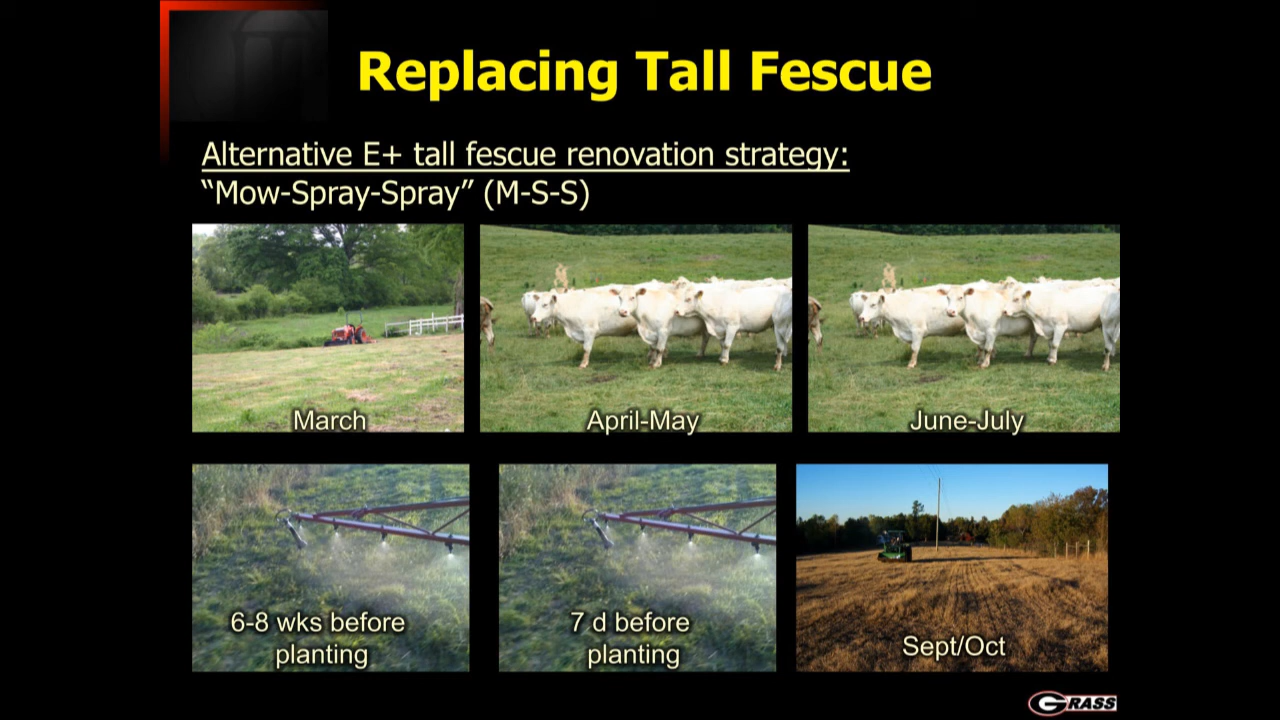 Replacing Tall Fescue
Alternative E+ tall fescue renovation strategy:
“Mow-Spray-Spray” (M-S-S)
March
April-May
June-July
6-8 wks before
planting
7 d before
planting
Sept/Oct
GRASS